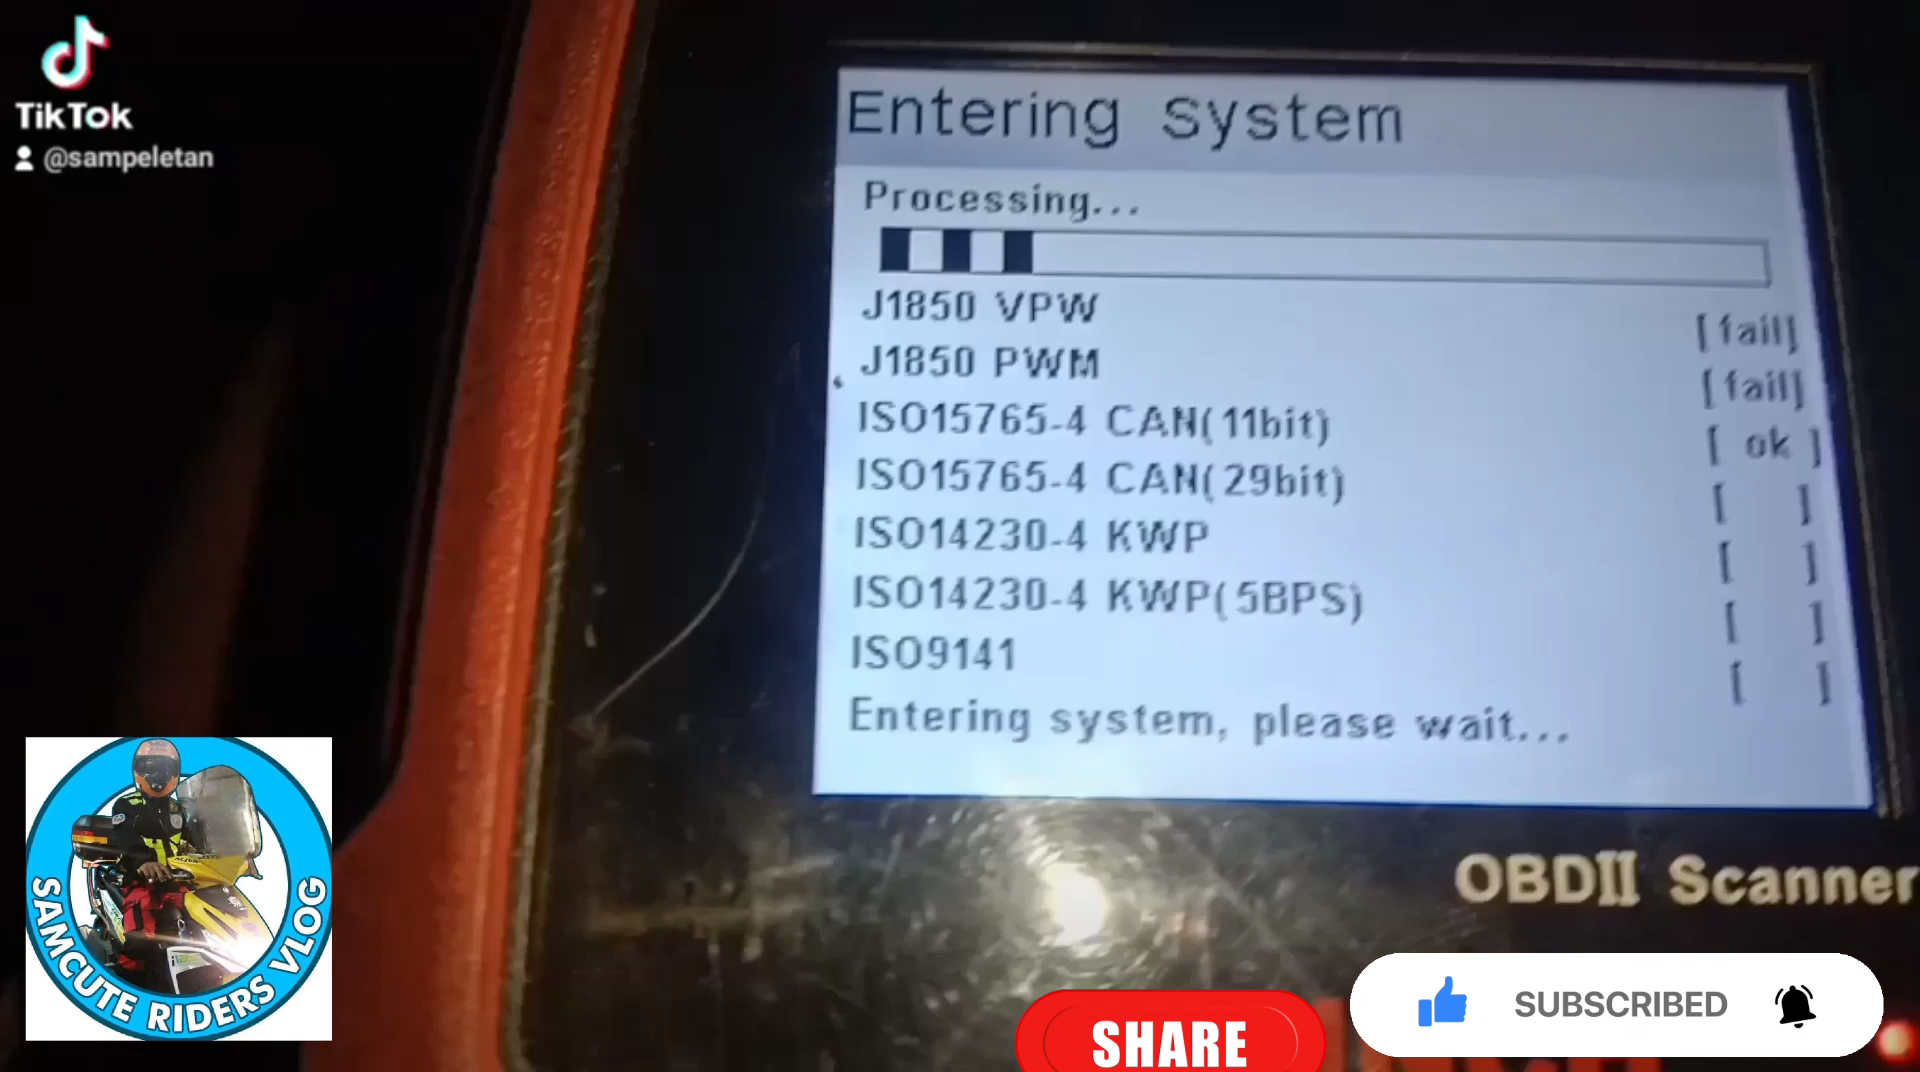 TikTok
@sampeletan
Entering System
Processing...
J1850 VPW [fail]
J1850 PWM [fail]
ISO15765-4 CAN(11bit) [ ok ]
ISO15765-4 CAN(29bit) [ ]
ISO14230-4 KWP [ ]
ISO14230-4 KWP(5BPS) [ ]
ISO9141 [ ]
Entering system, please wait...
OBDII Scanner
SAMCUTE RIDERS VLOG
SHARE
SUBSCRIBED